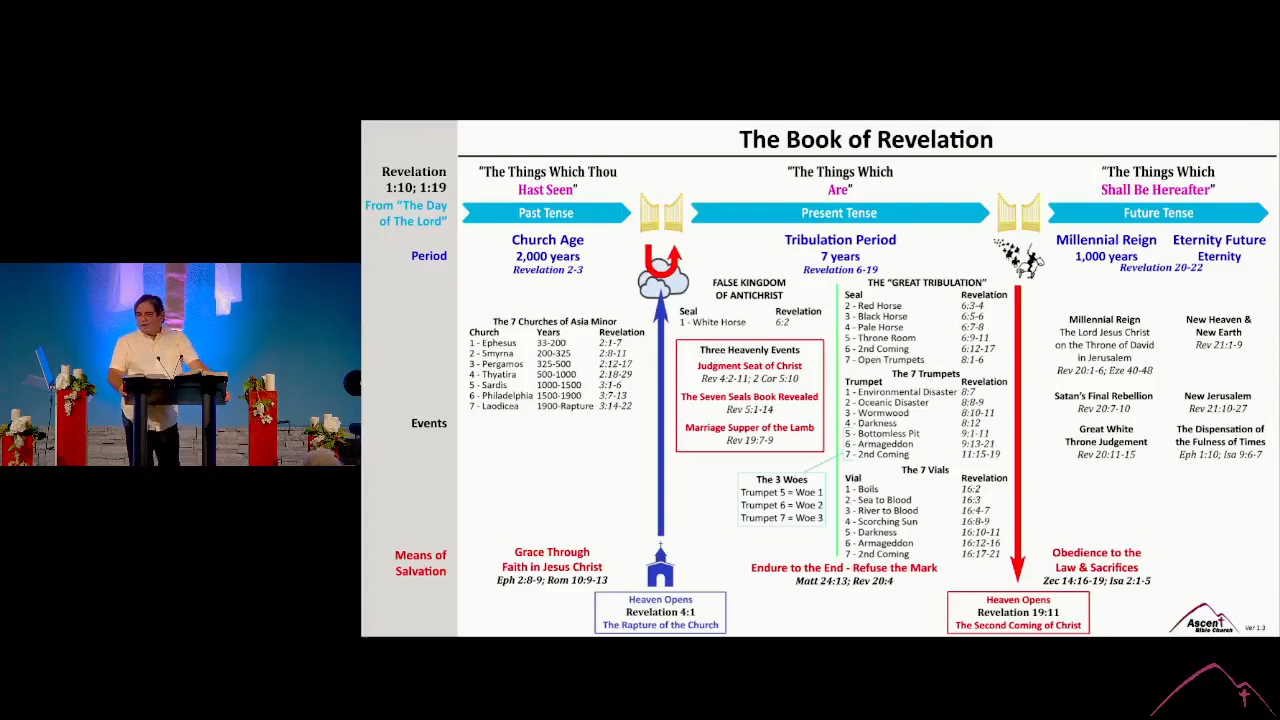 The Book of Revelation
Revelation
1:10; 1:19
From “The Day
of The Lord”
“The Things Which Thou
Hast Seen”
“The Things Which
Are”
“The Things Which
Shall Be Hereafter”
Past Tense
Present Tense
Future Tense
Period
Church Age
2,000 years
Revelation 2-3
Tribulation Period
7 years
Revelation 6-19
Millennial Reign
1,000 years
Eternity Future
Eternity
Revelation 20-22
Events
The 7 Churches of Asia Minor
Church Years Revelation
1 - Ephesus 33-200 2:1-7
2 - Smyrna 200-325 2:8-11
3 - Pergamos 325-500 2:12-17
4 - Thyatira 500-1000 2:18-29
5 - Sardis 1000-1500 3:1-6
6 - Philadelphia 1500-1900 3:7-13
7 - Laodicea 1900-Rapture 3:14-22
FALSE KINGDOM
OF ANTICHRIST
Seal Revelation
1 - White Horse 6:2
Three Heavenly Events
Judgment Seat of Christ
Rev 4:2-11; 2 Cor 5:10
The Seven Seals Book Revealed
Rev 5:1-14
Marriage Supper of the Lamb
Rev 19:7-9
The 3 Woes
Trumpet 5 = Woe 1
Trumpet 6 = Woe 2
Trumpet 7 = Woe 3
THE “GREAT TRIBULATION”
Seal Revelation
2 - Red Horse 6:3-4
3 - Black Horse 6:5-6
4 - Pale Horse 6:7-8
5 - Throne Room 6:9-11
6 - 2nd Coming 6:12-17
7 - Open Trumpets 8:1-6
The 7 Trumpets
Trumpet Revelation
1 - Environmental Disaster 8:7
2 - Oceanic Disaster 8:8-9
3 - Wormwood 8:10-11
4 - Darkness 8:12
5 - Bottomless Pit 9:1-11
6 - Armageddon 9:13-21
7 - 2nd Coming 11:15-19
The 7 Vials
Vial Revelation
1 - Boils 16:2
2 - Sea to Blood 16:3
3 - River to Blood 16:4-7
4 - Scorching Sun 16:8-9
5 - Darkness 16:10-11
6 - Armageddon 16:12-16
7 - 2nd Coming 16:17-21
Millennial Reign
The Lord Jesus Christ
on the Throne of David
in Jerusalem
Rev 20:1-6; Eze 40-48
Satan’s Final Rebellion
Rev 20:7-10
Great White
Throne Judgement
Rev 20:11-15
New Heaven &
New Earth
Rev 21:1-9
New Jerusalem
Rev 21:10-27
The Dispensation of
the Fulness of Times
Eph 1:10; Isa 9:6-7
Means of
Salvation
Grace Through
Faith in Jesus Christ
Eph 2:8-9; Rom 10:9-13
Endure to the End - Refuse the Mark
Matt 24:13; Rev 20:4
Obedience to the
Law & Sacrifices
Zec 14:16-19; Isa 2:1-5
Heaven Opens
Revelation 4:1
The Rapture of the Church
Heaven Opens
Revelation 19:11
The Second Coming of Christ
Ascent
Bible Church
Ver 1.3